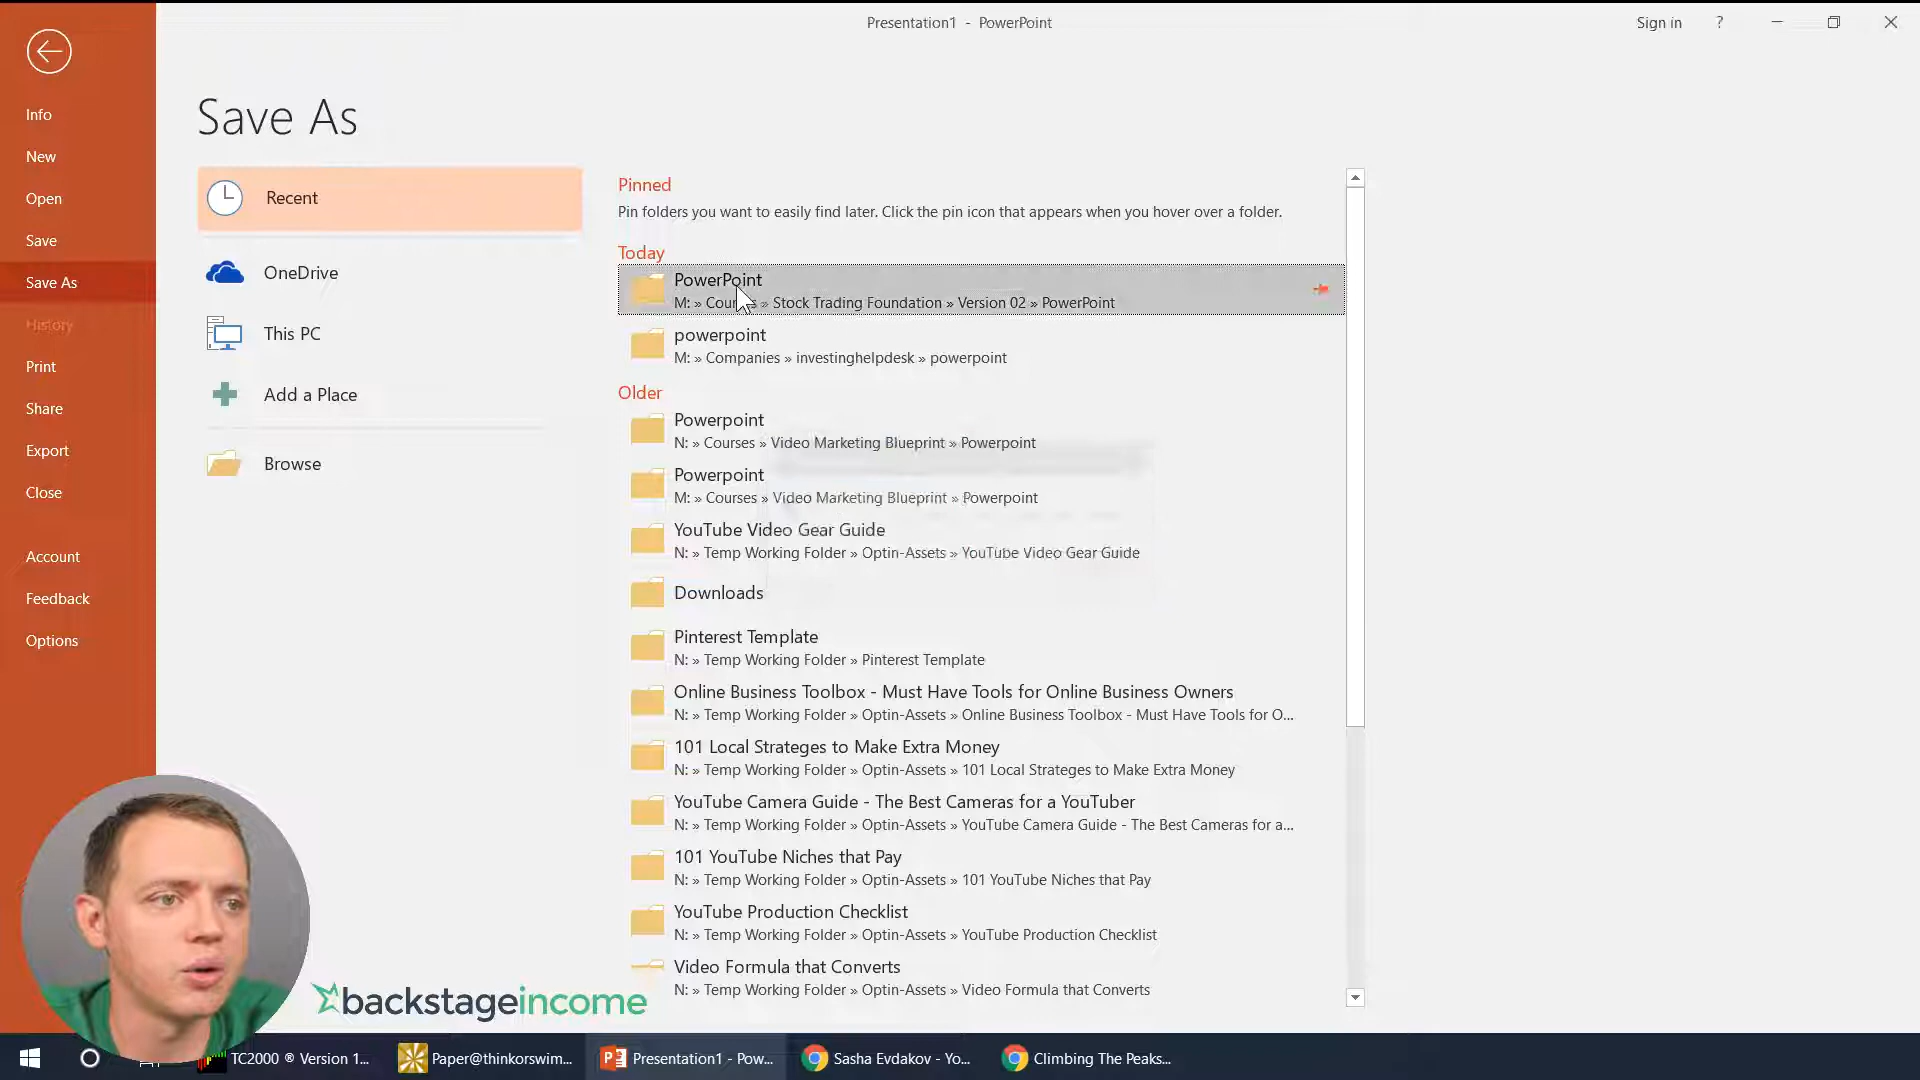 Presentation1 - PowerPoint
Sign in
?
Info
New
Open
Save
Save As
History
Print
Share
Export
Close
Account
Feedback
Options
Save As
Recent
OneDrive
This PC
Add a Place
Browse
Pinned
Pin folders you want to easily find later. Click the pin icon that appears when you hover over a folder.
Today
PowerPoint
M: » » Stock Trading Foundation » Version 02 » PowerPoint
powerpoint
M: » Companies » investinghelpdesk » powerpoint
Older
Powerpoint
N: » Courses » Video Marketing Blueprint » Powerpoint
Powerpoint
M: » Courses » Video Marketing Blueprint » Powerpoint
YouTube Video Gear Guide
N: » Temp Working Folder » Optin-Assets » YouTube Video Gear Guide
Downloads
Pinterest Template
N: » Temp Working Folder » Pinterest Template
Online Business Toolbox - Must Have Tools for Online Business Owners
N: » Temp Working Folder » Optin-Assets » Online Business Toolbox - Must Have Tools for O...
101 Local Strateges to Make Extra Money
N: » Temp Working Folder » Optin-Assets » 101 Local Strateges to Make Extra Money
YouTube Camera Guide - The Best Cameras for a YouTuber
N: » Temp Working Folder » Optin-Assets » YouTube Camera Guide - The Best Cameras for a...
101 YouTube Niches that Pay
N: » Temp Working Folder » Optin-Assets » 101 YouTube Niches that Pay
YouTube Production Checklist
N: » Temp Working Folder » Optin-Assets » YouTube Production Checklist
Video Formula that Converts
N: » Temp Working Folder » Optin-Assets » Video Formula that Converts
backstageincome
TC2000 ® Version 1...
Paper@thinkorswim...
Presentation1 - Pow...
Sasha Evdakov - Yo...
Climbing The Peaks...